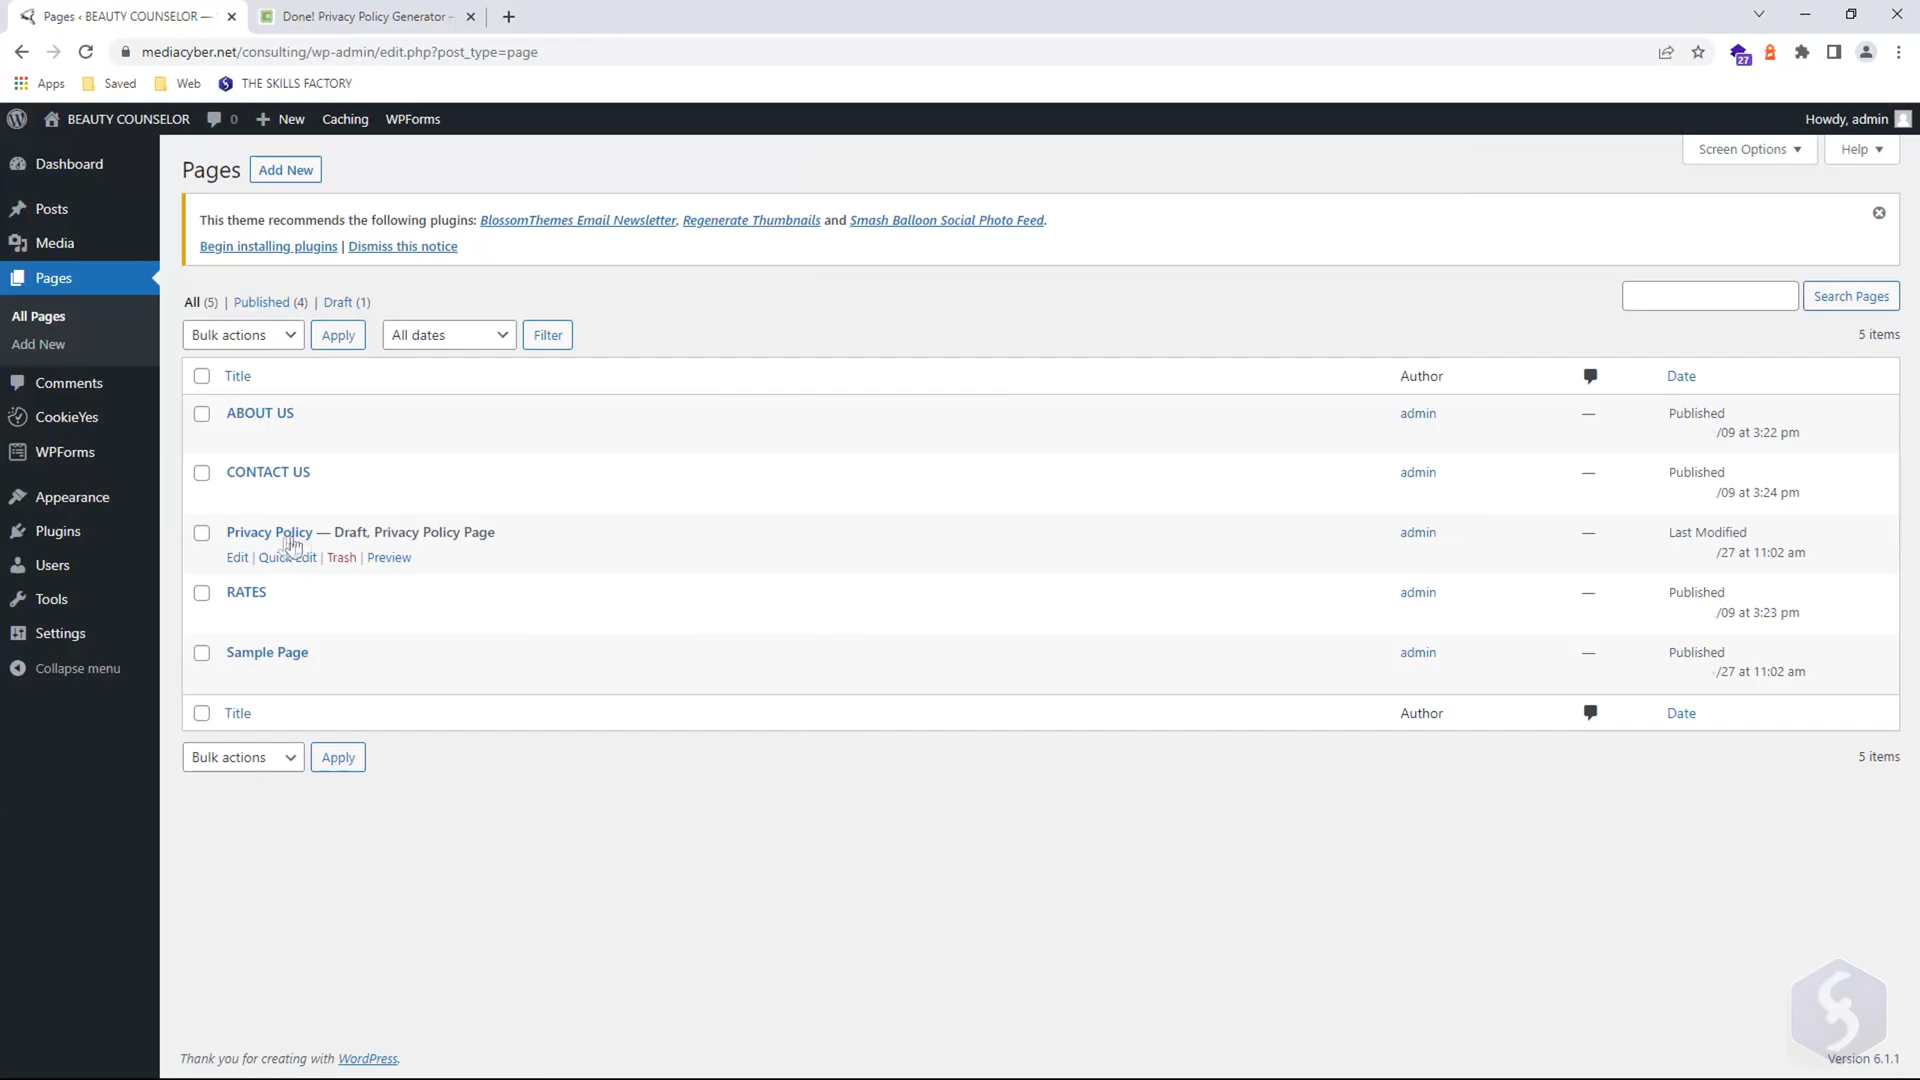 Pages ‹ BEAUTY COUNSELOR —
Done! Privacy Policy Generator –
mediacyber.net/consulting/wp-admin/edit.php?post_type=page
27
Apps Saved Web THE SKILLS FACTORY
BEAUTY COUNSELOR 0 New Caching WPForms Howdy, admin
Dashboard
Posts
Media
Pages
All Pages
Add New
Comments
CookieYes
WPForms
Appearance
Plugins
Users
Tools
Settings
Collapse menu
Screen Options Help
Pages Add New
This theme recommends the following plugins: BlossomThemes Email Newsletter, Regenerate Thumbnails and Smash Balloon Social Photo Feed.
Begin installing plugins | Dismiss this notice
All (5) | Published (4) | Draft (1)
Search Pages
Bulk actions Apply All dates Filter 5 items
Title Author Date
ABOUT US admin — Published
/09 at 3:22 pm
CONTACT US admin — Published
/09 at 3:24 pm
Privacy Policy — Draft, Privacy Policy Page admin — Last Modified
Edit | Quick Edit | Trash | Preview /27 at 11:02 am
RATES admin — Published
/09 at 3:23 pm
Sample Page admin — Published
/27 at 11:02 am
Title Author Date
Bulk actions Apply 5 items
Thank you for creating with WordPress.
Version 6.1.1